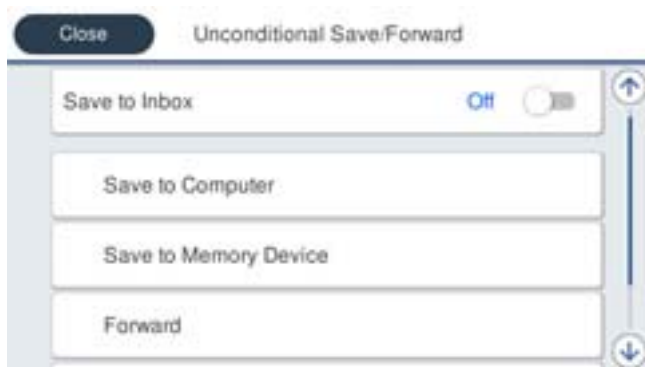 Close
Unconditional Save/Forward
Save to Inbox
Off
Save to Computer
Save to Memory Device
Forward